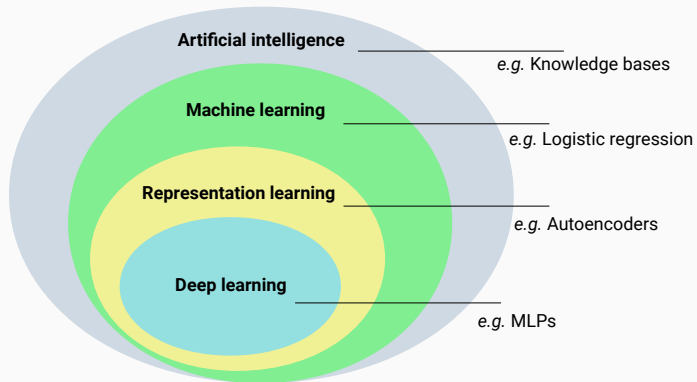 Artificial intelligence
e.g. Knowledge bases
Machine learning
e.g. Logistic regression
Representation learning
e.g. Autoencoders
Deep learning
e.g. MLPs